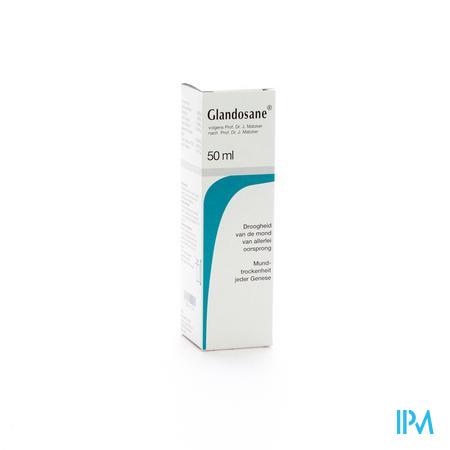 Glandosane®
volgens Prof. Dr. J. Matzker
nach Prof. Dr. J. Matzker
50 ml
Droogheid
van de mond
van allerlei
oorsprong
Mund-
trockenheit
jeder Genese
IPM